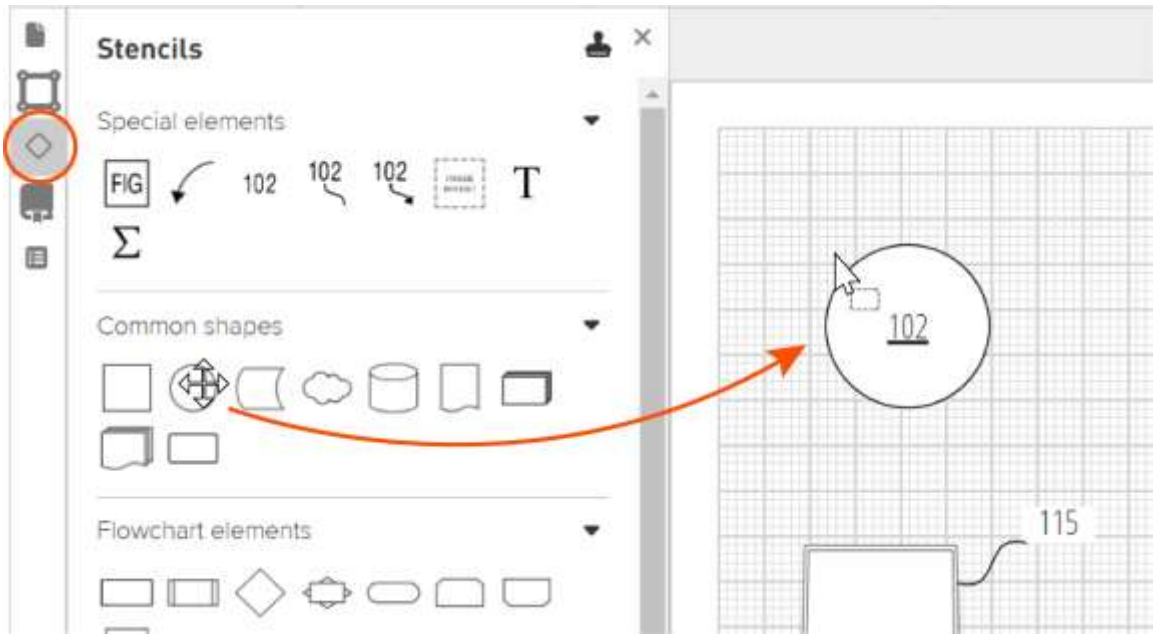 Stencils
Special elements
FIG
102
102
102
T
Σ
Common shapes
102
Flowchart elements
115